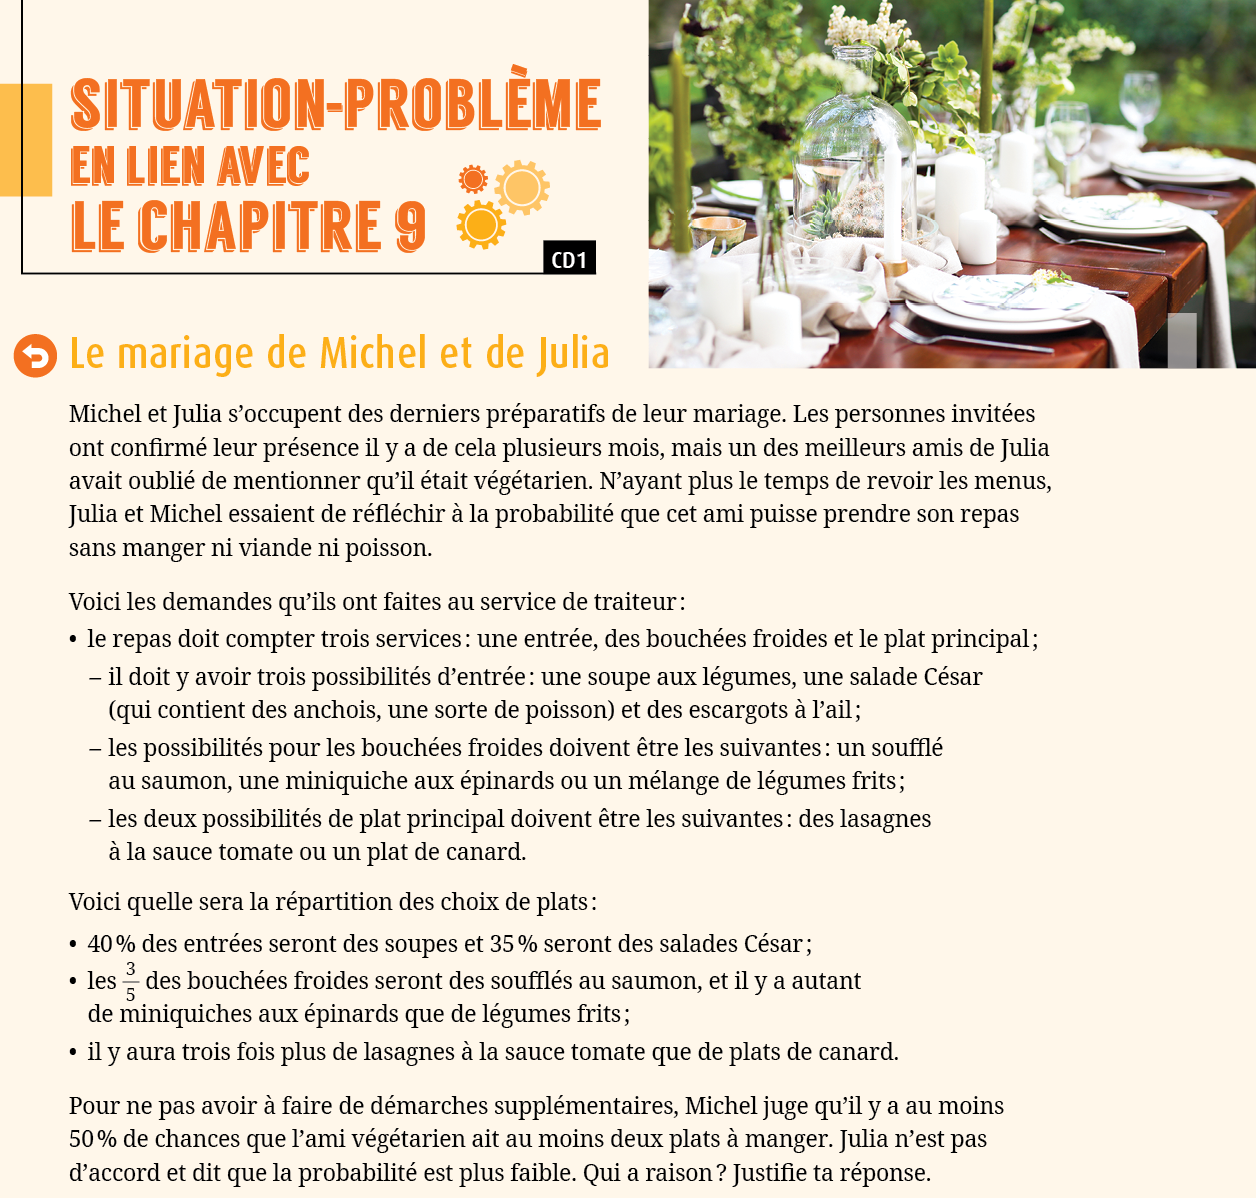 SITUATION-PROBLÈME
EN LIEN AVEC
LE CHAPITRE 9
CD1
Le mariage de Michel et de Julia
Michel et Julia s’occupent des derniers préparatifs de leur mariage. Les personnes invitées
ont confirmé leur présence il y a de cela plusieurs mois, mais un des meilleurs amis de Julia
avait oublié de mentionner qu’il était végétarien. N’ayant plus le temps de revoir les menus,
Julia et Michel essaient de réfléchir à la probabilité que cet ami puisse prendre son repas
sans manger ni viande ni poisson.
Voici les demandes qu’ils ont faites au service de traiteur :
• le repas doit compter trois services : une entrée, des bouchées froides et le plat principal ;
– il doit y avoir trois possibilités d’entrée : une soupe aux légumes, une salade César
(qui contient des anchois, une sorte de poisson) et des escargots à l’ail ;
– les possibilités pour les bouchées froides doivent être les suivantes : un soufflé
au saumon, une miniquiche aux épinards ou un mélange de légumes frits ;
– les deux possibilités de plat principal doivent être les suivantes : des lasagnes
à la sauce tomate ou un plat de canard.
Voici quelle sera la répartition des choix de plats :
• 40 % des entrées seront des soupes et 35 % seront des salades César ;
• les 3/5 des bouchées froides seront des soufflés au saumon, et il y a autant
de miniquiches aux épinards que de légumes frits ;
• il y aura trois fois plus de lasagnes à la sauce tomate que de plats de canard.
Pour ne pas avoir à faire de démarches supplémentaires, Michel juge qu’il y a au moins
50 % de chances que l’ami végétarien ait au moins deux plats à manger. Julia n’est pas
d’accord et dit que la probabilité est plus faible. Qui a raison ? Justifie ta réponse.